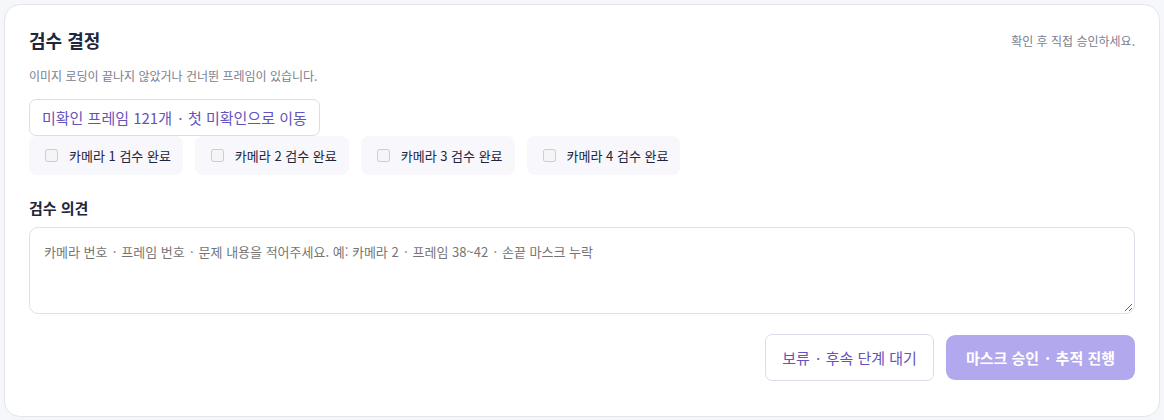 검수 결정
확인 후 직접 승인하세요.
이미지 로딩이 끝나지 않았거나 건너뛴 프레임이 있습니다.
미확인 프레임 121개 · 첫 미확인으로 이동
카메라 1 검수 완료
카메라 2 검수 완료
카메라 3 검수 완료
카메라 4 검수 완료
검수 의견
카메라 번호 · 프레임 번호 · 문제 내용을 적어주세요. 예: 카메라 2 · 프레임 38~42 · 손끝 마스크 누락
보류 · 후속 단계 대기
마스크 승인 · 추적 진행